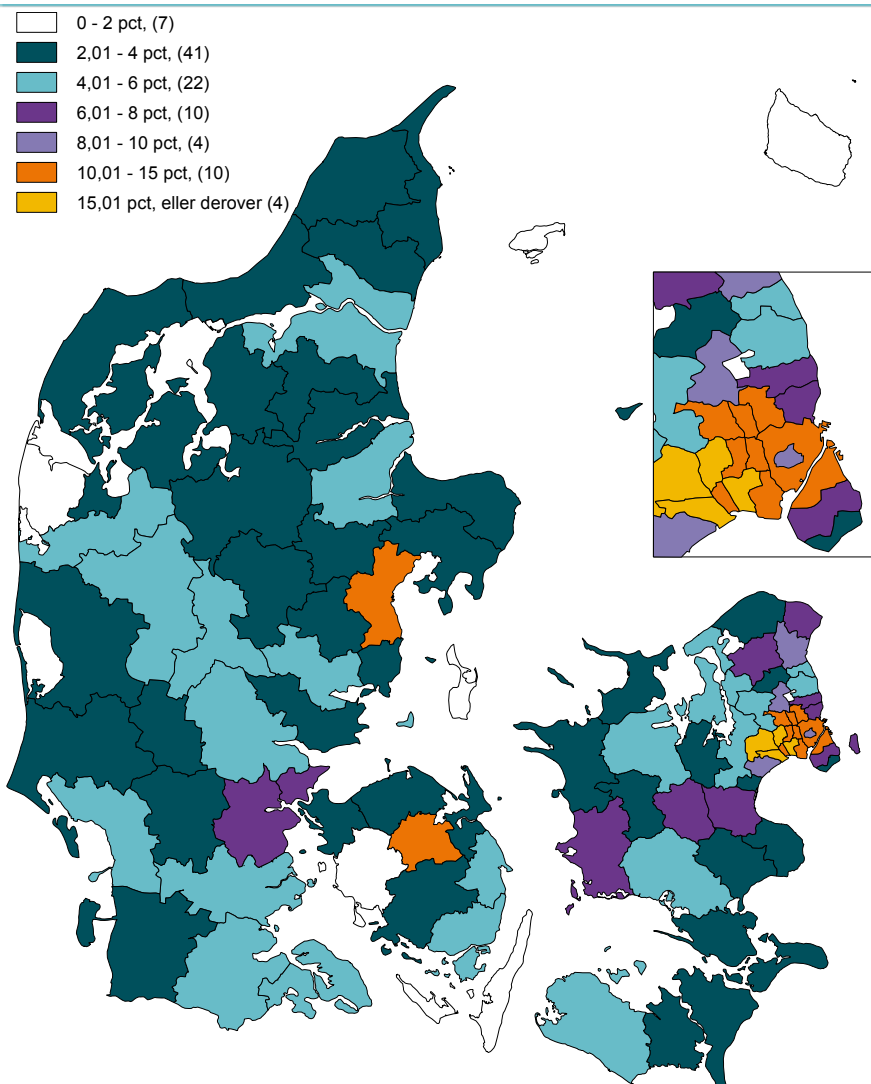 0 - 2 pct, (7)
2,01 - 4 pct, (41)
4,01 - 6 pct, (22)
6,01 - 8 pct, (10)
8,01 - 10 pct, (4)
10,01 - 15 pct, (10)
15,01 pct, eller derover (4)